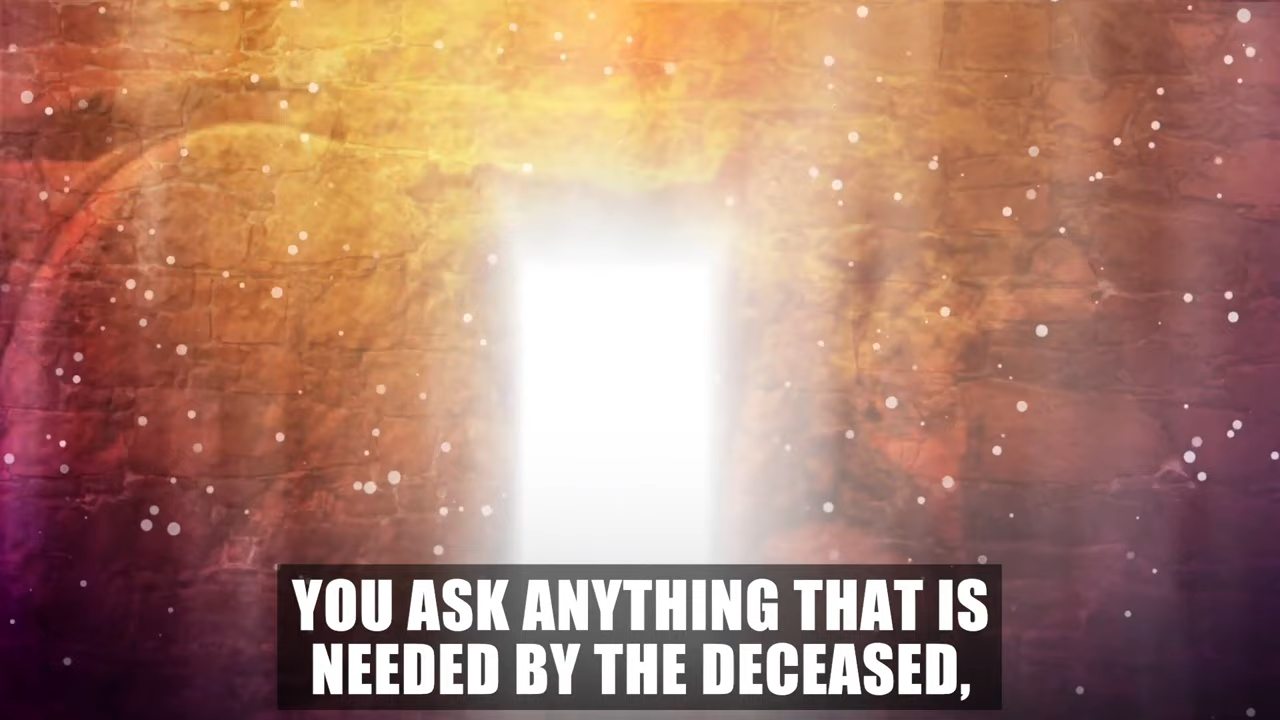 YOU ASK ANYTHING THAT IS
NEEDED BY THE DECEASED,